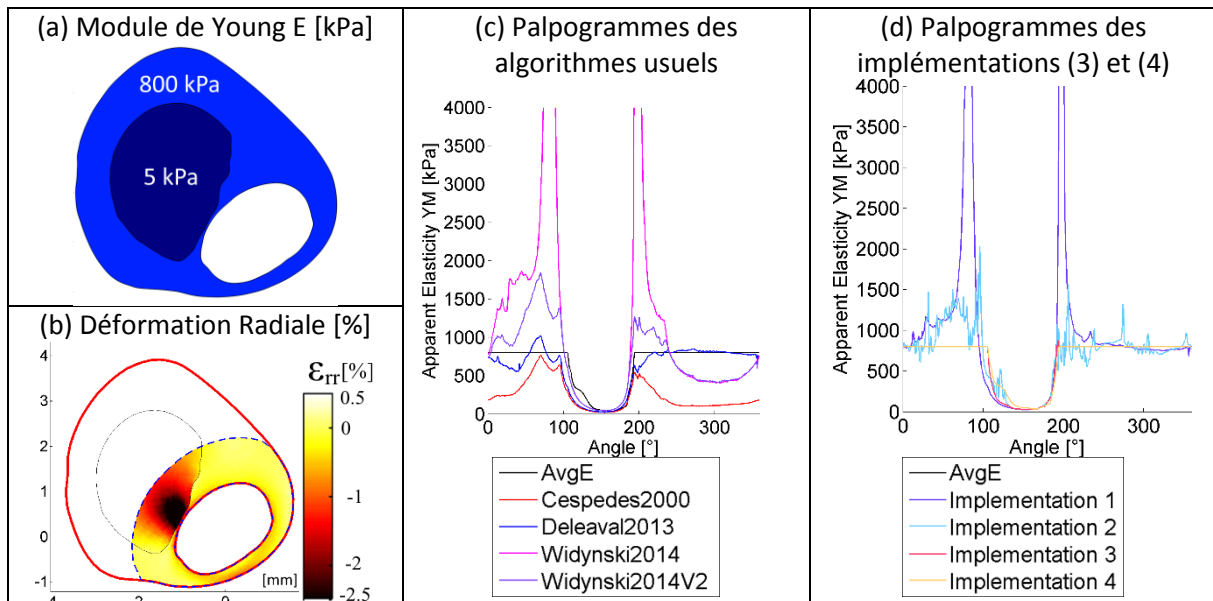 (a) Module de Young E [kPa]
800 kPa
5 kPa
(b) Déformation Radiale [%]
εrr[%]
4
3
2
1
0
-1
0.5
0
-1
-2
-2.5
[mm]
4
2
0
(c) Palpogrammes des
algorithmes usuels
Apparent Elasticity YM [kPa]
4000
3500
3000
2500
2000
1500
1000
500
0
0
100
200
300
Angle [°]
AvgE
Cespedes2000
Deleaval2013
Widynski2014
Widynski2014V2
(d) Palpogrammes des
implémentations (3) et (4)
Apparent Elasticity YM [kPa]
4000
3500
3000
2500
2000
1500
1000
500
0
0
100
200
300
Angle [°]
AvgE
Implementation 1
Implementation 2
Implementation 3
Implementation 4